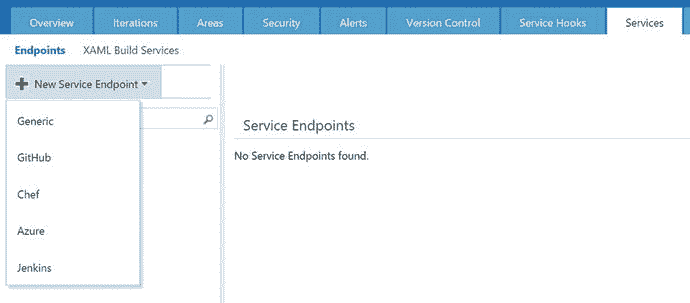 Overview Iterations Areas Security Alerts Version Control Service Hooks Services
Endpoints XAML Build Services
New Service Endpoint
Generic
GitHub
Chef
Azure
Jenkins
Service Endpoints
No Service Endpoints found.